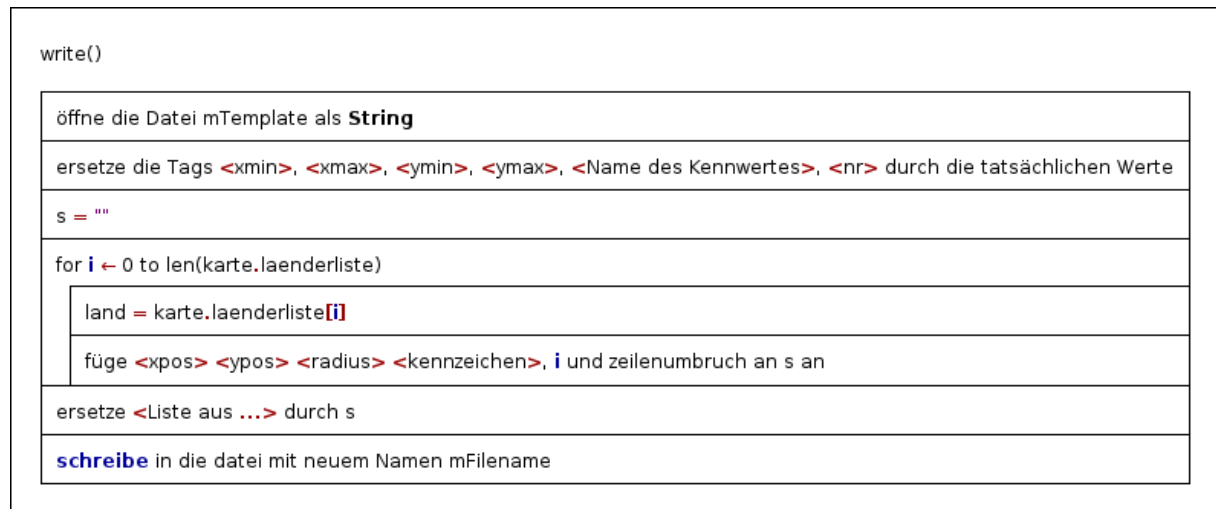 write()
öffne die Datei mTemplate als String
ersetze die Tags <xmin>, <xmax>, <ymin>, <ymax>, <Name des Kennwertes>, <nr> durch die tatsächlichen Werte
s = ""
for i ← 0 to len(karte.laenderliste)
land = karte.laenderliste[i]
füge <xpos> <ypos> <radius> <kennzeichen>, i und zeilenumbruch an s an
ersetze <Liste aus ...> durch s
schreibe in die datei mit neuem Namen mFilename